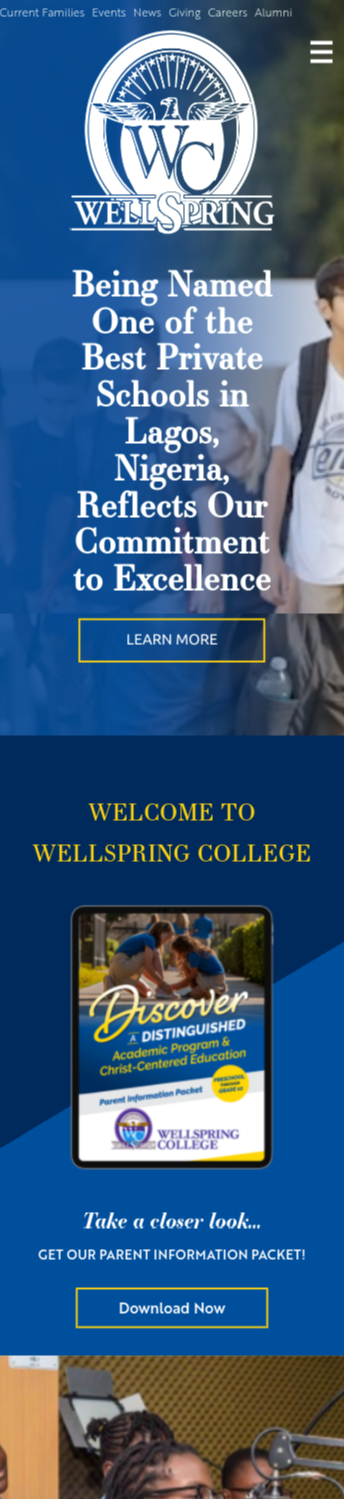 Current Families Events News Giving Careers Alumni
WC
WELLSPRING
Being Named
One of the
Best Private
Schools in
Lagos,
Nigeria,
Reflects Our
Commitment
to Excellence
LEARN MORE
WELCOME TO
WELLSPRING COLLEGE
Discover
A DISTINGUISHED
Academic Program &
Christ-Centered Education
Parent Information Packet
PRESCHOOL
GRADE 12
WC
WELLSPRING
COLLEGE
Take a closer look...
GET OUR PARENT INFORMATION PACKET!
Download Now